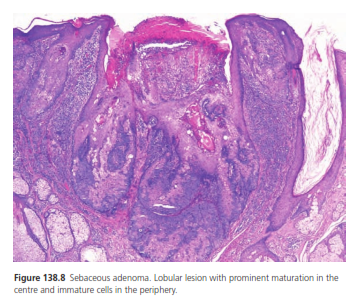 Figure 138.8 Sebaceous adenoma. Lobular lesion with prominent maturation in the
centre and immature cells in the periphery.